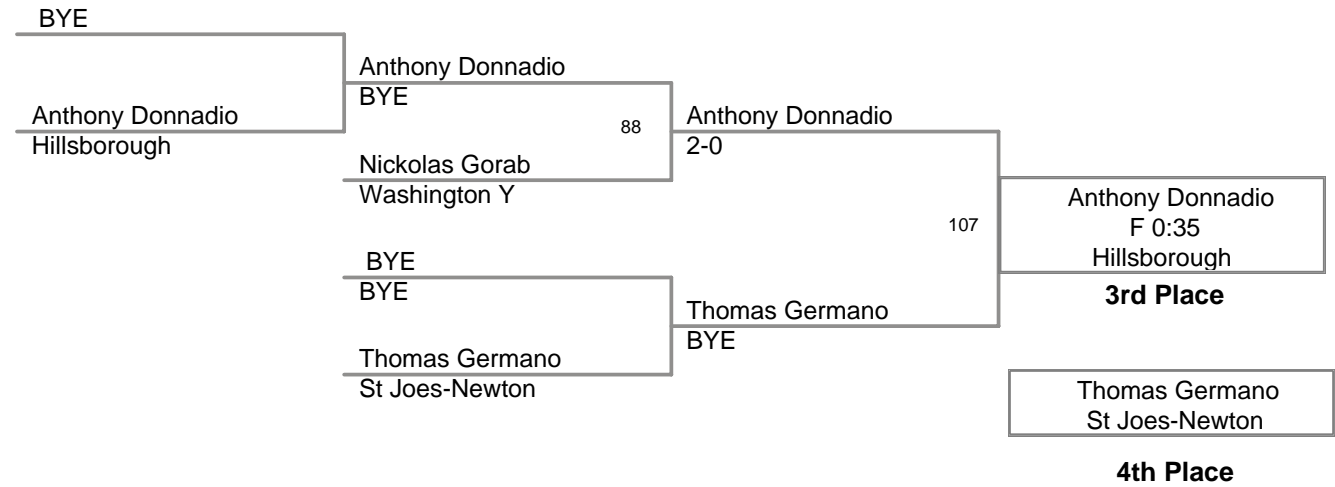 BYE
Anthony Donnadio
BYE
Anthony Donnadio
Hillsborough
88
Anthony Donnadio
2-0
Nickolas Gorab
Washington Y
Anthony Donnadio
F 0:35
Hillsborough
107
BYE
BYE
3rd Place
Thomas Germano
BYE
Thomas Germano
St Joes-Newton
Thomas Germano
St Joes-Newton
4th Place